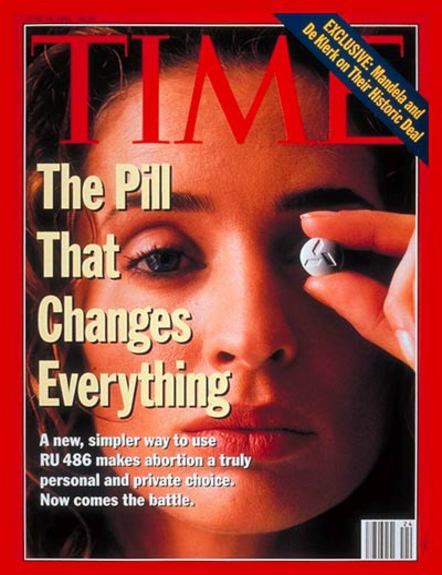 TIME
EXCLUSIVE: Mandela and
De Klerk on Their Historic Deal
The Pill
That
Changes
Everything
A new, simpler way to use
RU 486 makes abortion a truly
personal and private choice.
Now comes the battle.
24